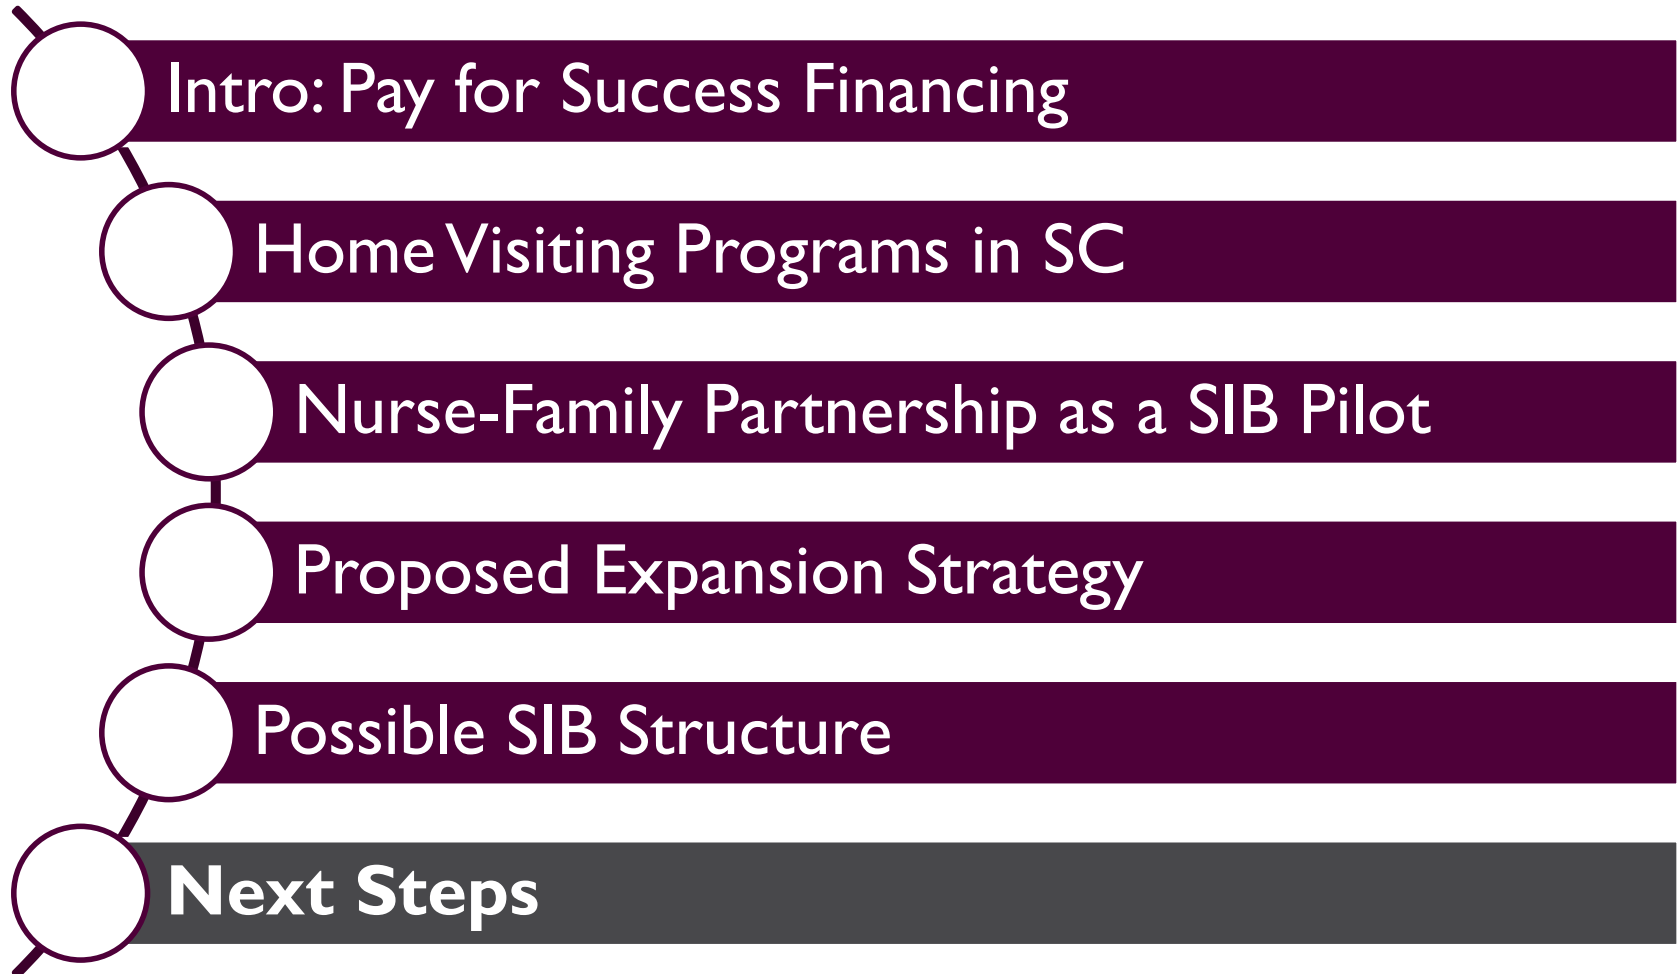 Intro: Pay for Success Financing
Home Visiting Programs in SC
Nurse-Family Partnership as a SIB Pilot
Proposed Expansion Strategy
Possible SIB Structure
Next Steps